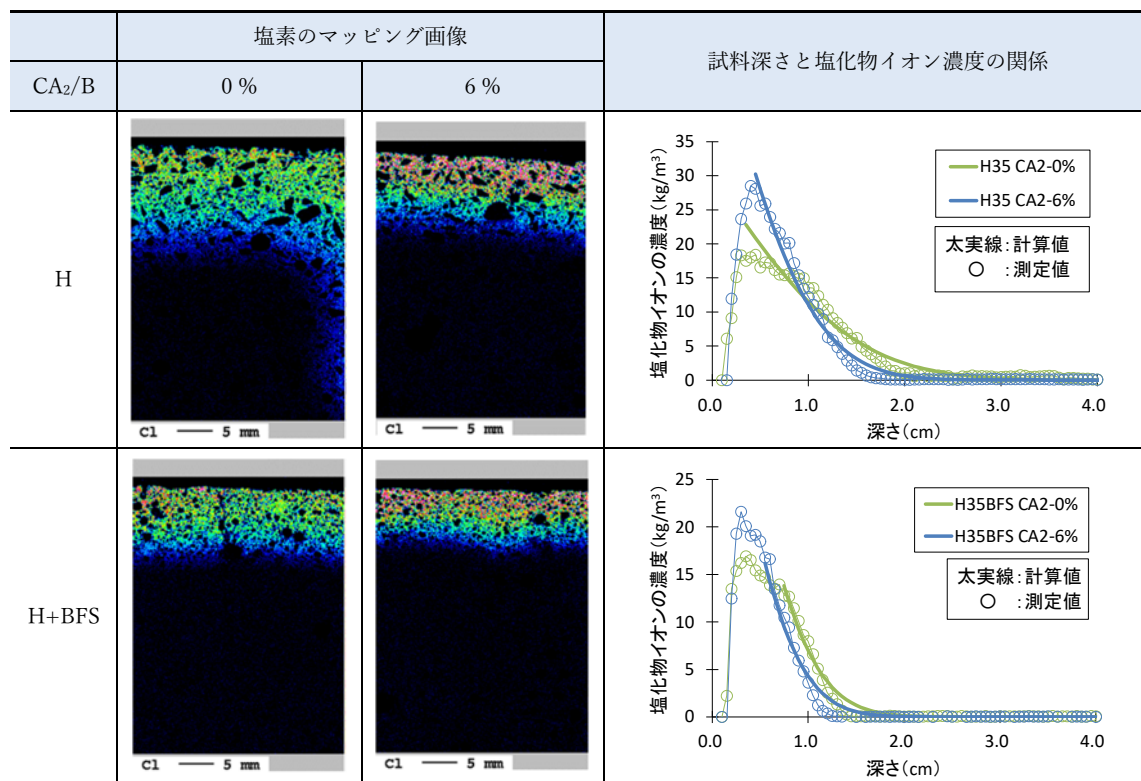 塩素のマッピング画像
試料深さと塩化物イオン濃度の関係
CA₂/B
0 %
6 %
H
Cl 5 mm
Cl 5 mm
塩化物イオンの濃度(kg/m³)
35
30
25
20
15
10
5
0
0.0 1.0 2.0 3.0 4.0
深さ(cm)
H35 CA2-0%
H35 CA2-6%
太実線:計算値
○ :測定値
H+BFS
Cl 5 mm
Cl 5 mm
塩化物イオンの濃度(kg/m³)
25
20
15
10
5
0
0.0 1.0 2.0 3.0 4.0
深さ(cm)
H35BFS CA2-0%
H35BFS CA2-6%
太実線:計算値
○ :測定値